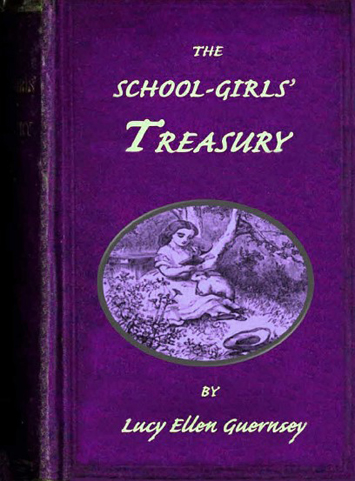 THE
SCHOOL-GIRLS'
TREASURY
BY
Lucy Ellen Guernsey